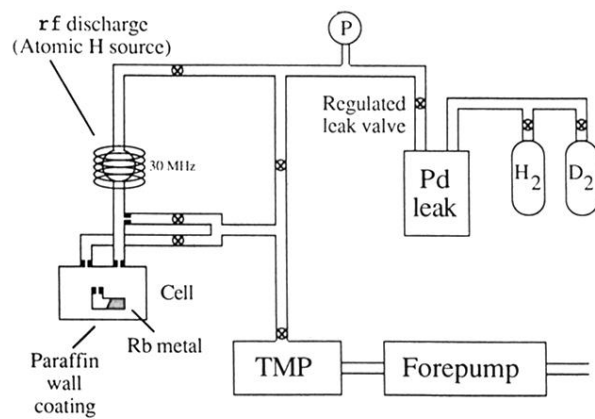 rf discharge
(Atomic H source)
P
Regulated
leak valve
30 MHz
Pd
leak
H2
D2
Cell
Rb metal
Paraffin
wall
coating
TMP
Forepump